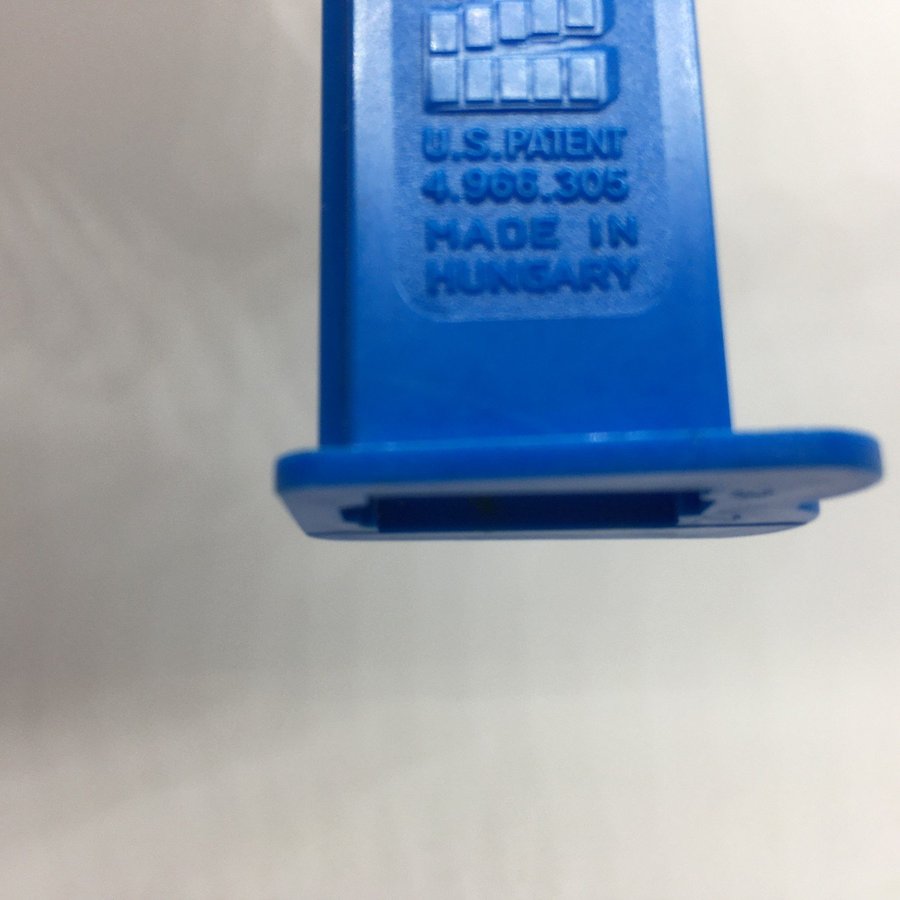 U.S. PATENT
4.966.305
MADE IN
HUNGARY